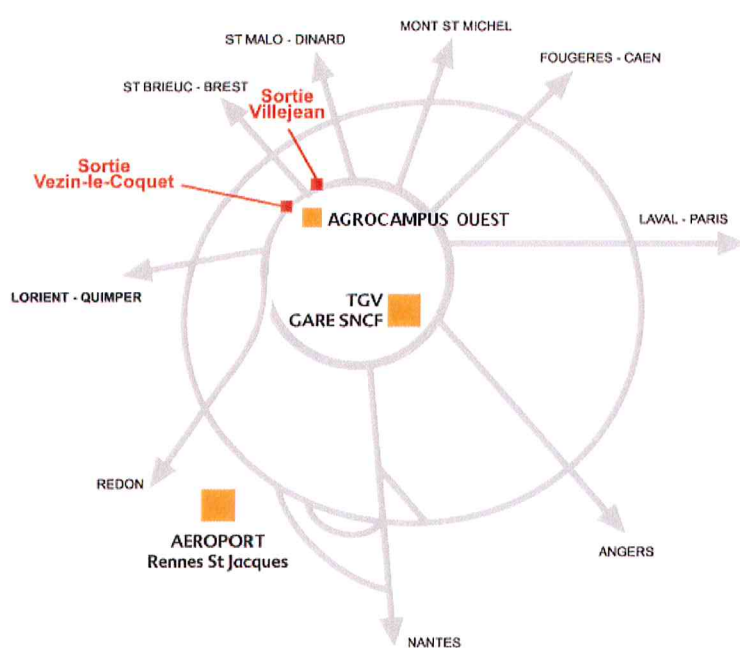 MONT ST MICHEL
ST MALO - DINARD
FOUGERES - CAEN
ST BRIEUC - BREST
Sortie
Villejean
Sortie
Vezin-le-Coquet
AGROCAMPUS OUEST
LAVAL - PARIS
LORIENT - QUIMPER
TGV
GARE SNCF
REDON
AEROPORT
Rennes St Jacques
ANGERS
NANTES